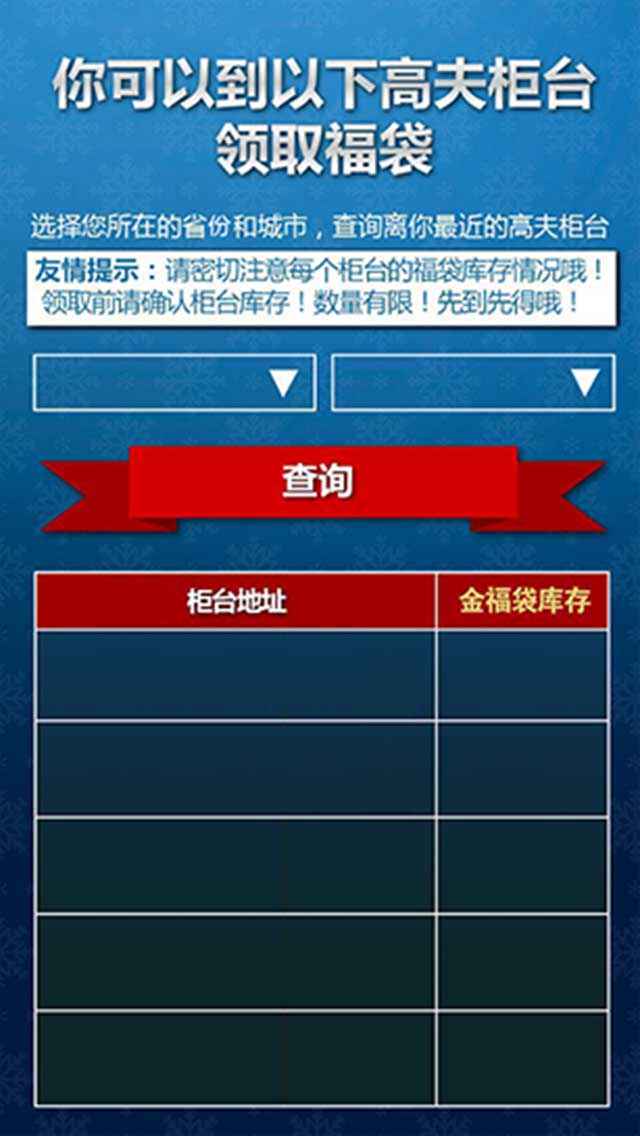 你可以到以下高夫柜台
领取福袋
选择您所在的省份和城市，查询离你最近的高夫柜台
友情提示：请密切注意每个柜台的福袋库存情况哦！
领取前请确认柜台库存！数量有限！先到先得哦！
查询
柜台地址 金福袋库存